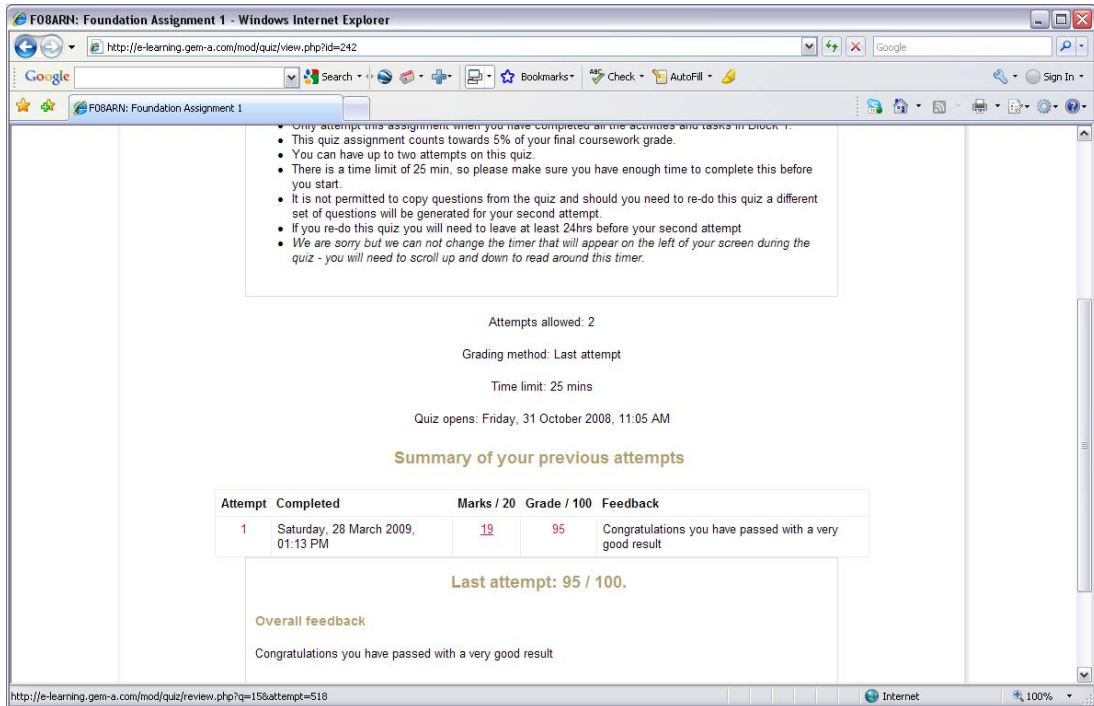 F08ARN: Foundation Assignment 1 - Windows Internet Explorer
http://e-learning.gem-a.com/mod/quiz/view.php?id=242
Google
Google Search Bookmarks Check AutoFill Sign In
F08ARN: Foundation Assignment 1
Only attempt this assignment when you have completed all the activities and tasks in Block 1.
This quiz assignment counts towards 5% of your final coursework grade.
You can have up to two attempts on this quiz.
There is a time limit of 25 min, so please make sure you have enough time to complete this before
you start.
It is not permitted to copy questions from the quiz and should you need to re-do this quiz a different
set of questions will be generated for your second attempt.
If you re-do this quiz you will need to leave at least 24hrs before your second attempt
We are sorry but we can not change the timer that will appear on the left of your screen during the
quiz - you will need to scroll up and down to read around this timer.
Attempts allowed: 2
Grading method: Last attempt
Time limit: 25 mins
Quiz opens: Friday, 31 October 2008, 11:05 AM
Summary of your previous attempts
Attempt Completed Marks / 20 Grade / 100 Feedback
1 Saturday, 28 March 2009, 19 95 Congratulations you have passed with a very
01:13 PM good result
Last attempt: 95 / 100.
Overall feedback
Congratulations you have passed with a very good result
http://e-learning.gem-a.com/mod/quiz/review.php?q=15&attempt=518 Internet 100%